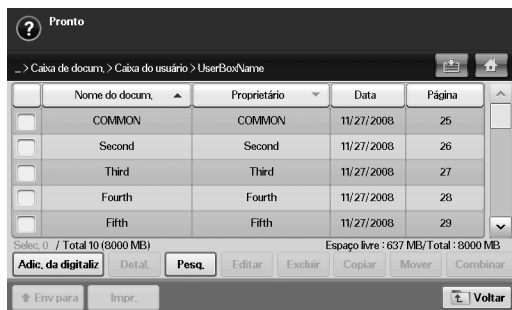 Pronto
_ > Caixa de docum. > Caixa do usuário > UserBoxName
Nome do docum. Proprietário Data Página
COMMON COMMON 11/27/2008 25
Second Second 11/27/2008 26
Third Third 11/27/2008 27
Fourth Fourth 11/27/2008 28
Fifth Fifth 11/27/2008 29
Selec. 0 / Total 10 (8000 MB) Espaço livre : 637 MB/Total : 8000 MB
Adic. da digitaliz Detal. Pesq. Editar Excluir Copiar Mover Combinar
Env para Impr. Voltar